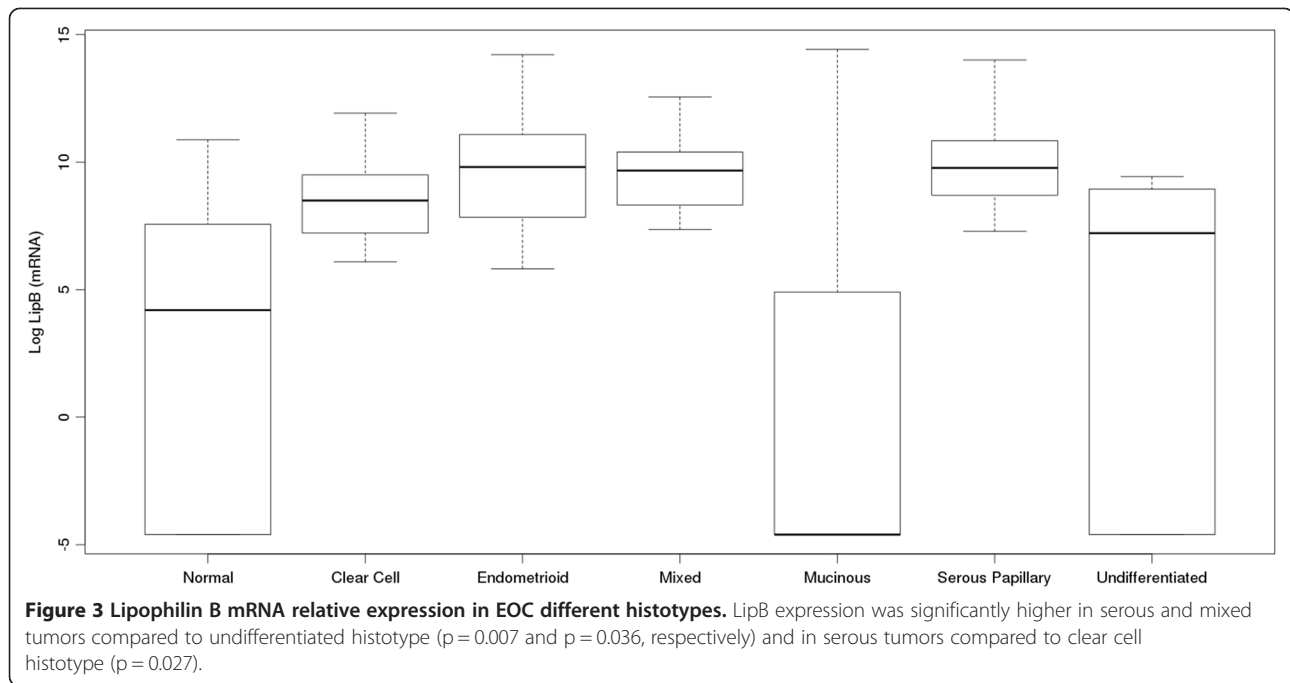 15
10
5
0
-5
Log LipB (mRNA)
Normal Clear Cell Endometrioid Mixed Mucinous Serous Papillary Undifferentiated
Figure 3 Lipophilin B mRNA relative expression in EOC different histotypes. LipB expression was significantly higher in serous and mixed
tumors compared to undifferentiated histotype (p = 0.007 and p = 0.036, respectively) and in serous tumors compared to clear cell
histotype (p = 0.027).